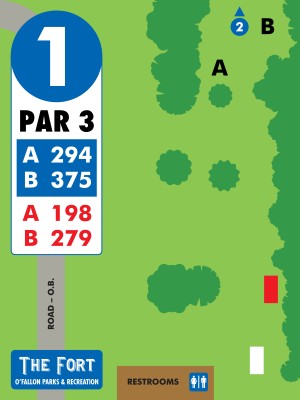 1
PAR 3
A 294
B 375
A 198
B 279
2
B
A
ROAD – O.B.
THE FORT
O'FALLON PARKS & RECREATION
RESTROOMS